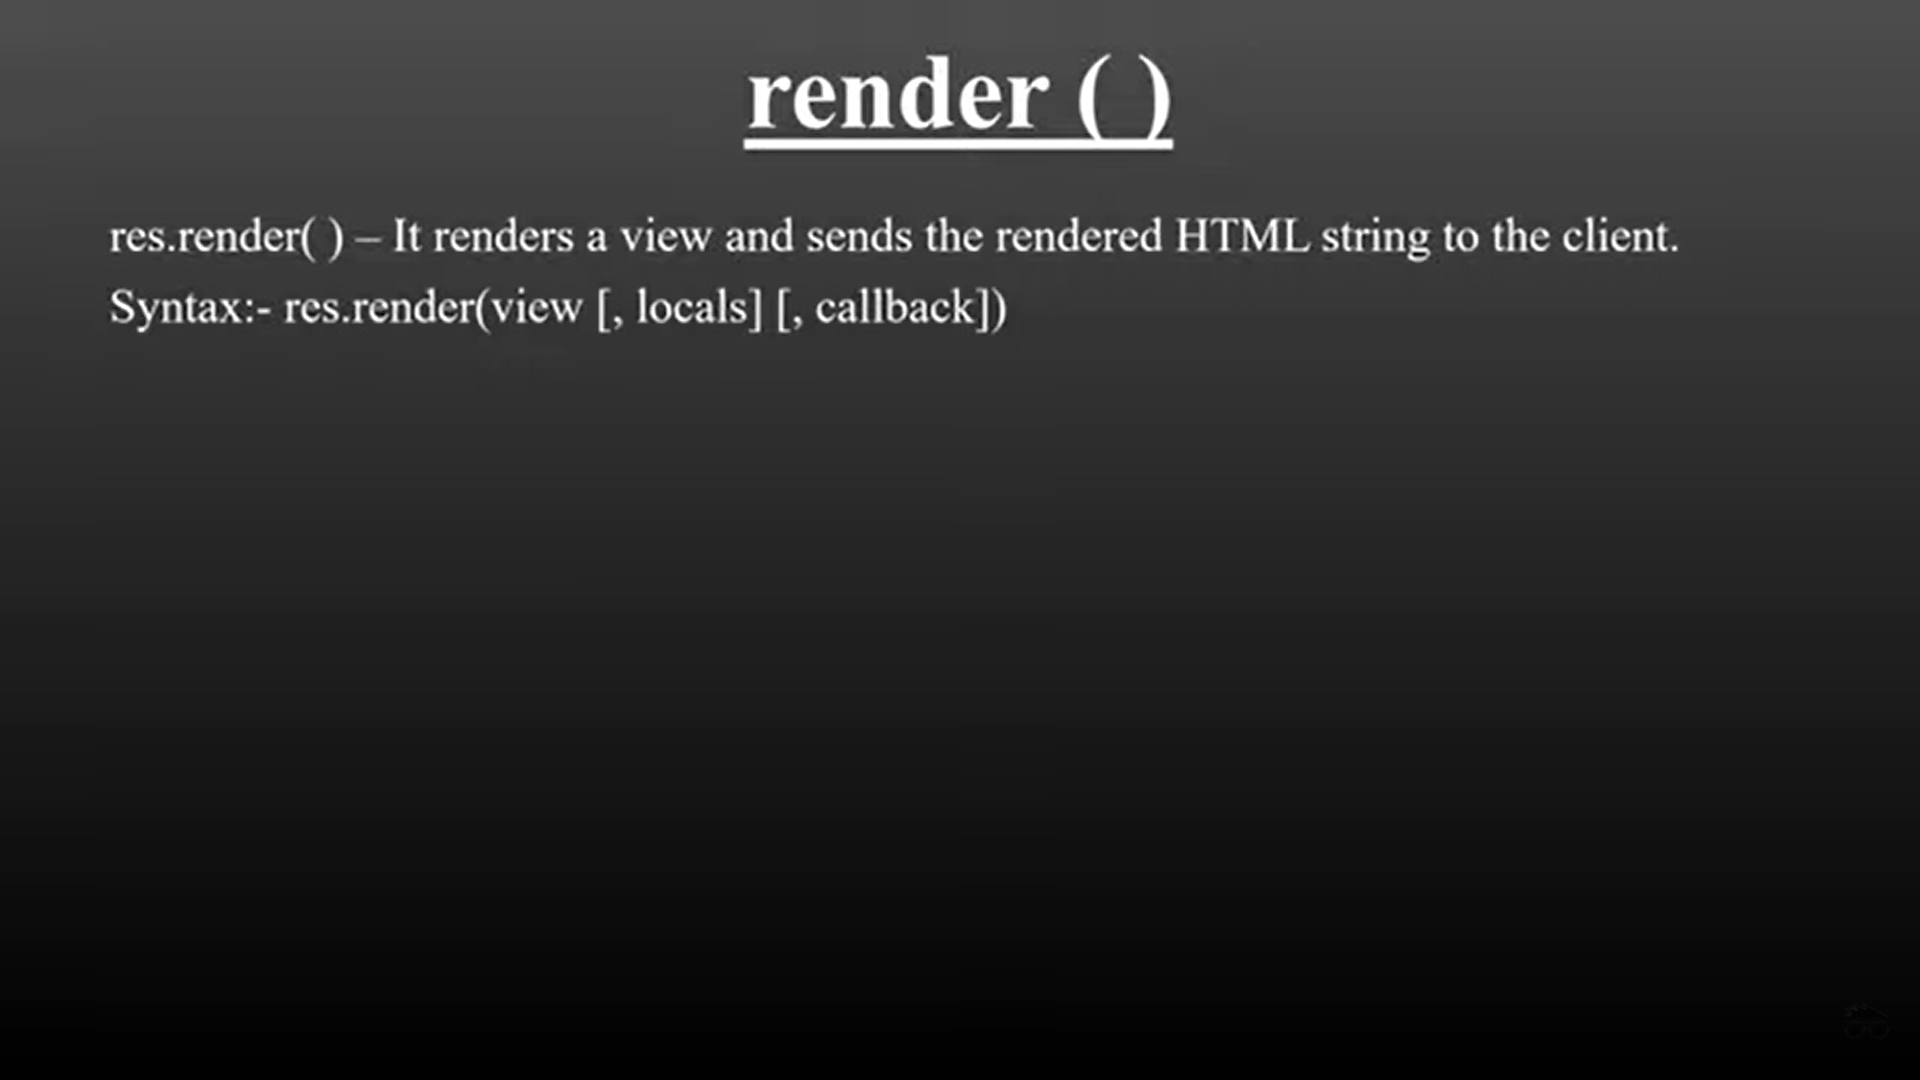 render ( )
res.render( ) – It renders a view and sends the rendered HTML string to the client.
Syntax:- res.render(view [, locals] [, callback])